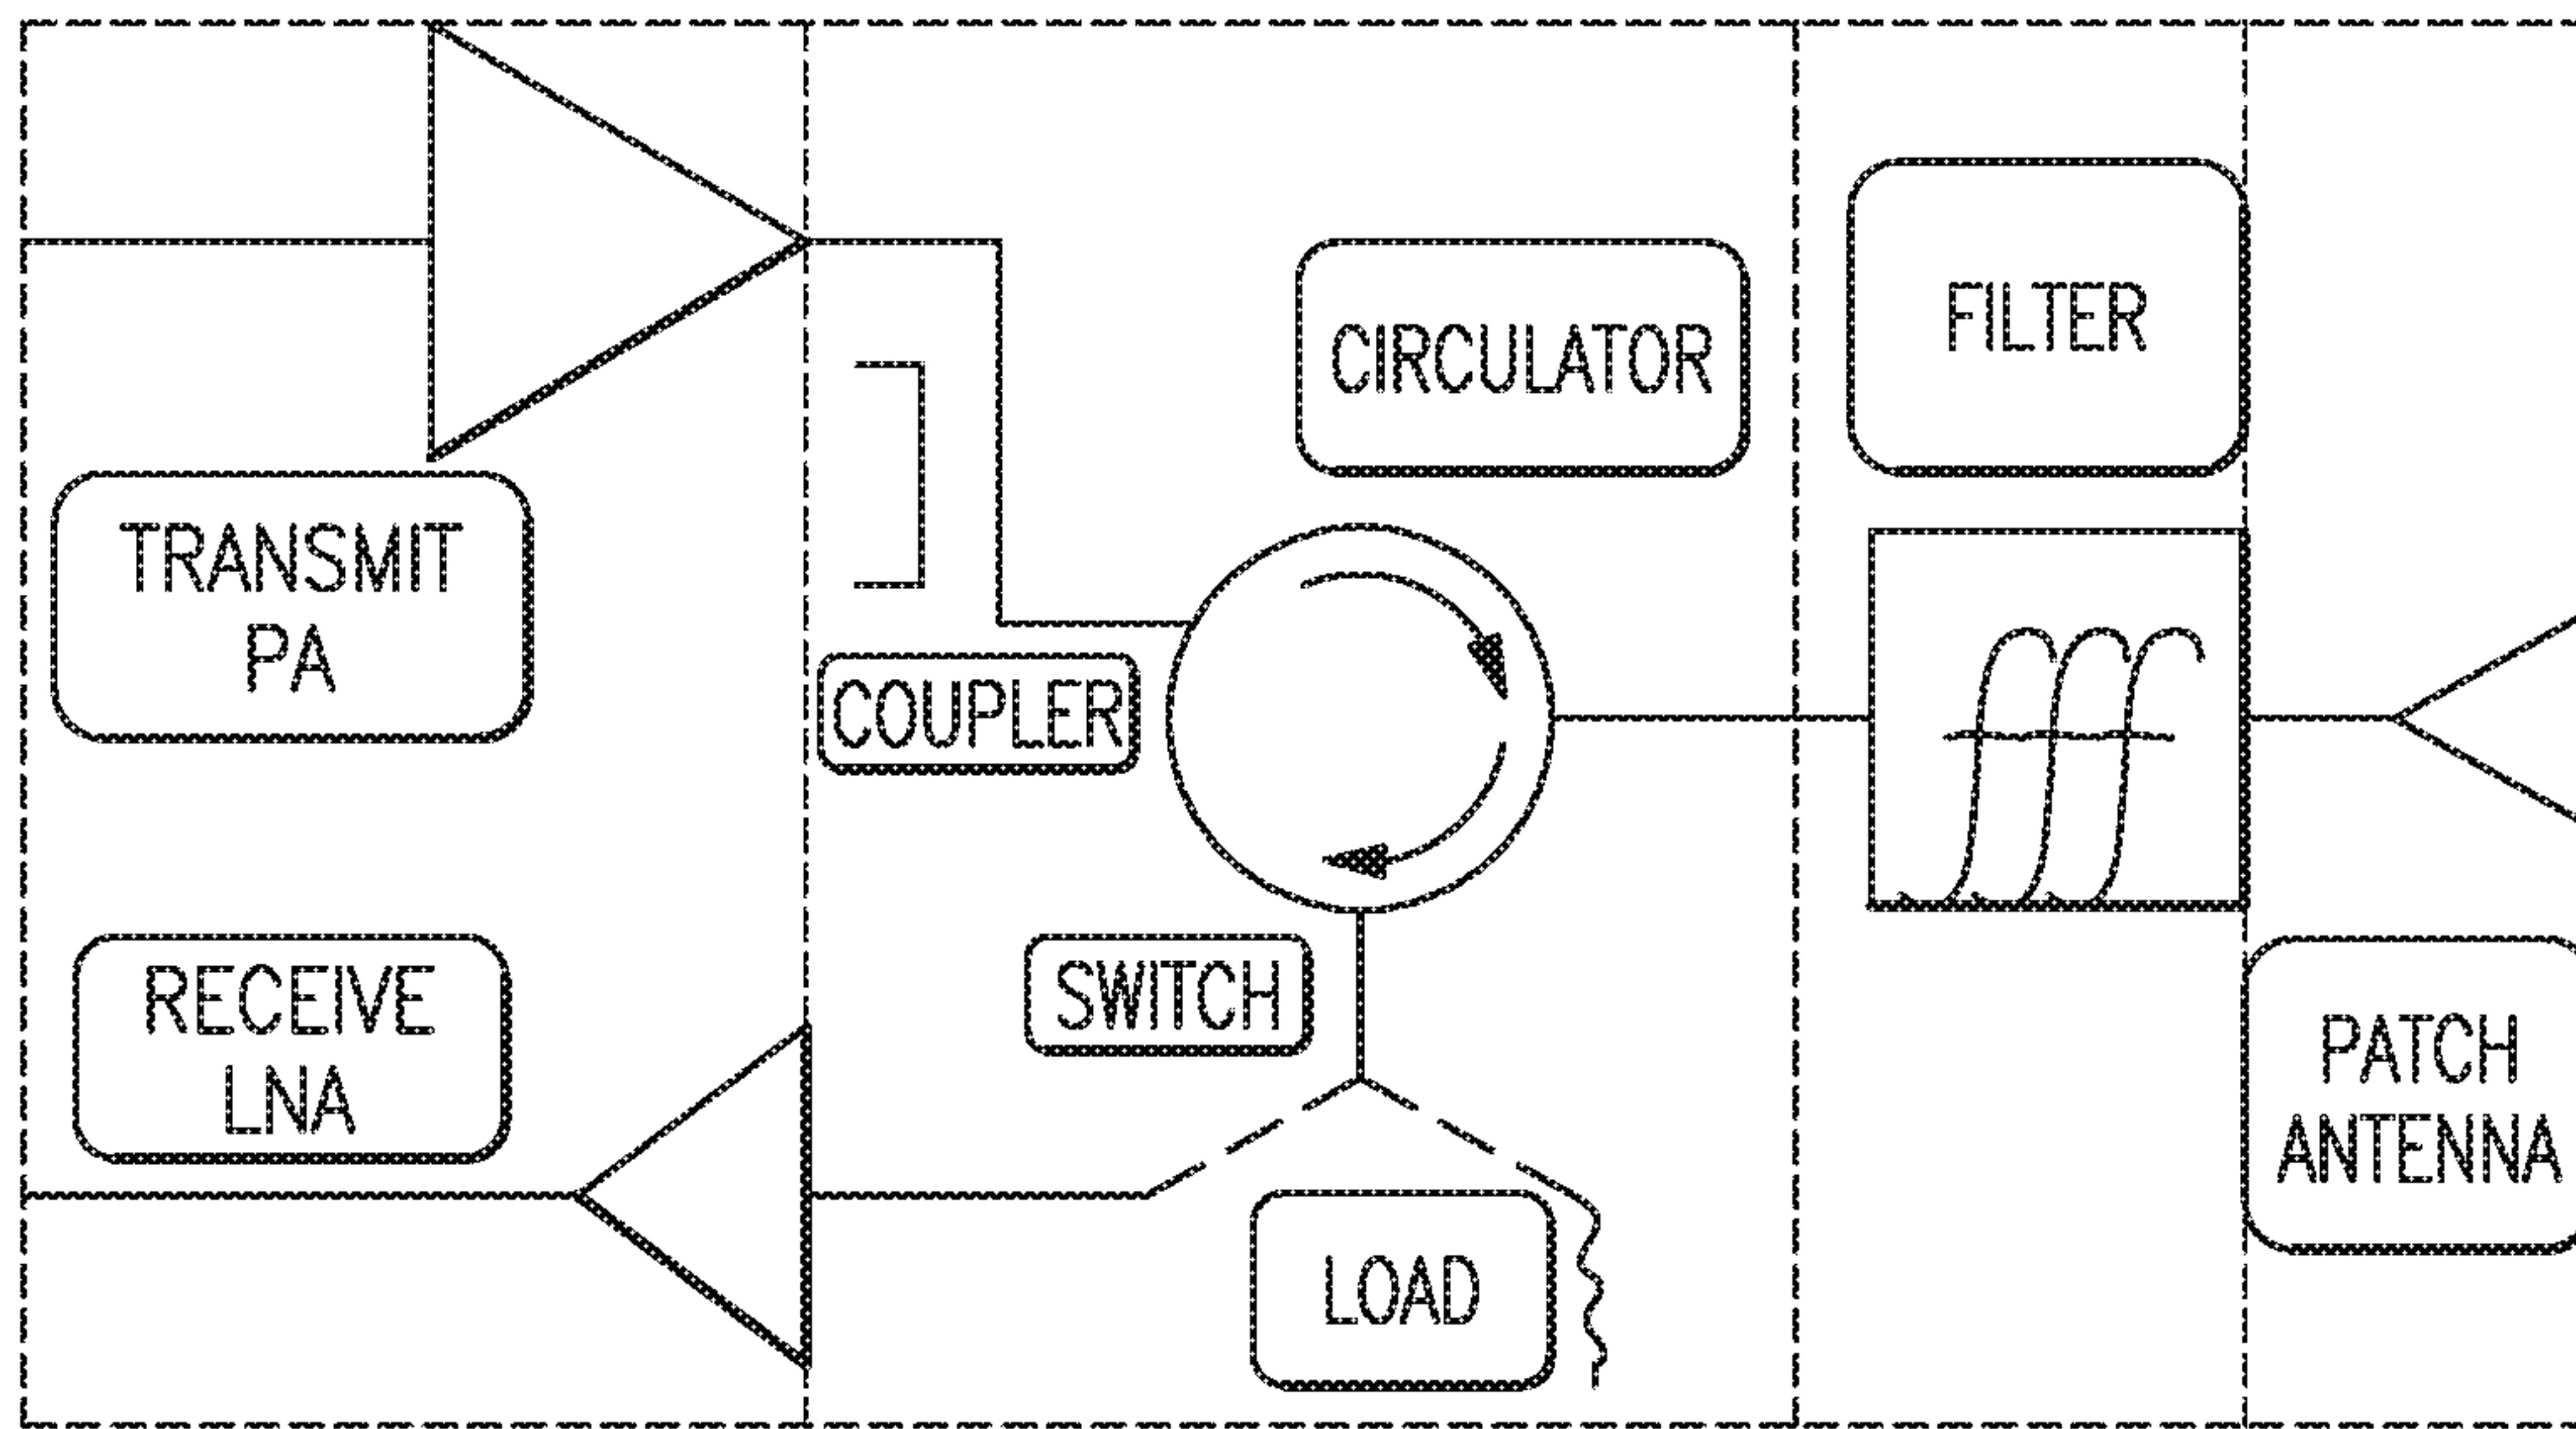 TRANSMIT
PA
COUPLER
CIRCULATOR
FILTER
RECEIVE
LNA
SWITCH
LOAD
PATCH
ANTENNA